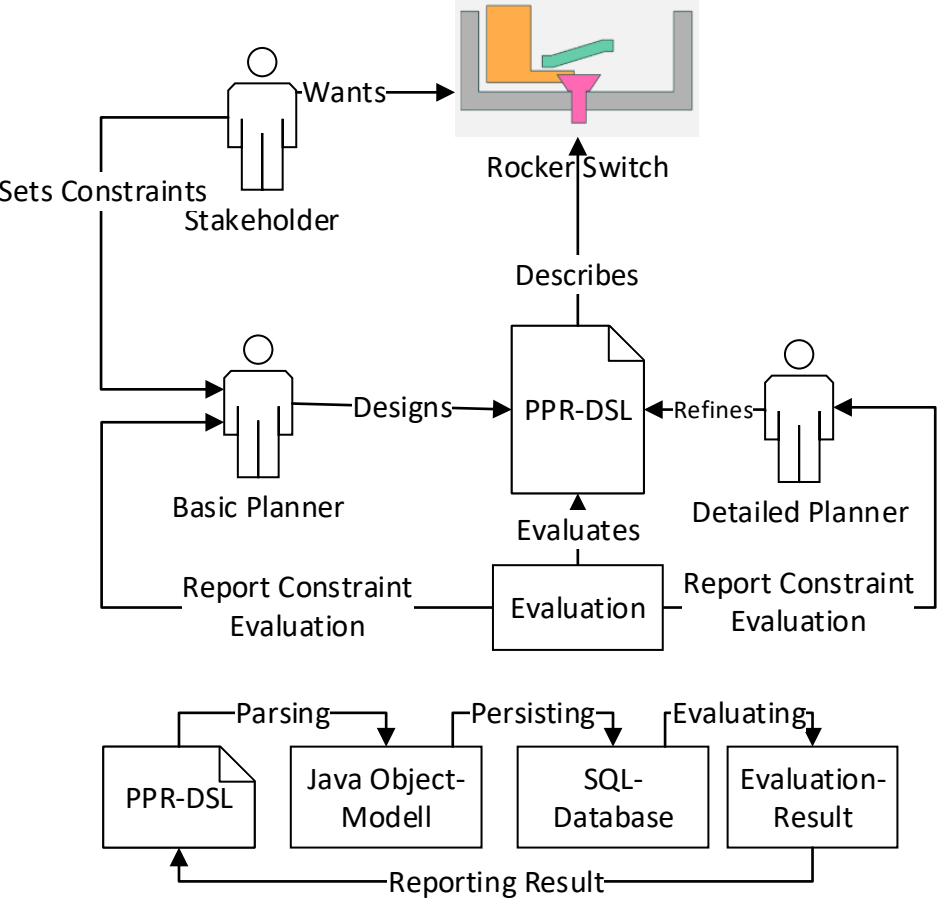 Wants
Rocker Switch
Sets Constraints
Stakeholder
Describes
Designs
PPR-DSL
Refines
Basic Planner
Detailed Planner
Evaluates
Report Constraint
Evaluation
Evaluation
Report Constraint
Evaluation
Parsing
Persisting
Evaluating
PPR-DSL
Java Object-
Modell
SQL-
Database
Evaluation-
Result
Reporting Result